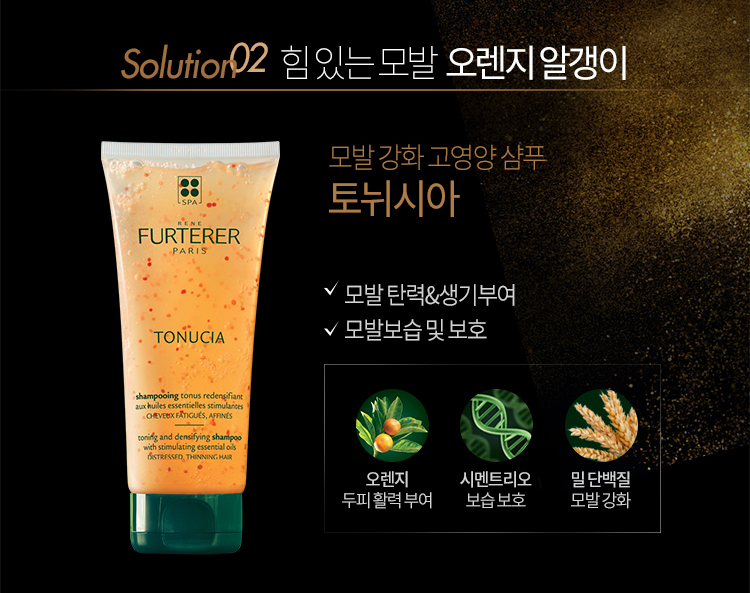 Solution02 힘 있는 모발 오렌지 알갱이
모발 강화 고영양 샴푸
토뉘시아
모발 탄력&생기부여
모발보습 및 보호
오렌지
두피 활력 부여
시멘트리오
보습 보호
밀 단백질
모발 강화
SPA
RENE
FURTERER
PARIS
TONUCIA
shampooing tonus redensifiant
aux huiles essentielles stimulantes
CHEVEUX FATIGUÉS, AFFINÉS
toning and densifying shampoo
with stimulating essential oils
DISTRESSED, THINNING HAIR